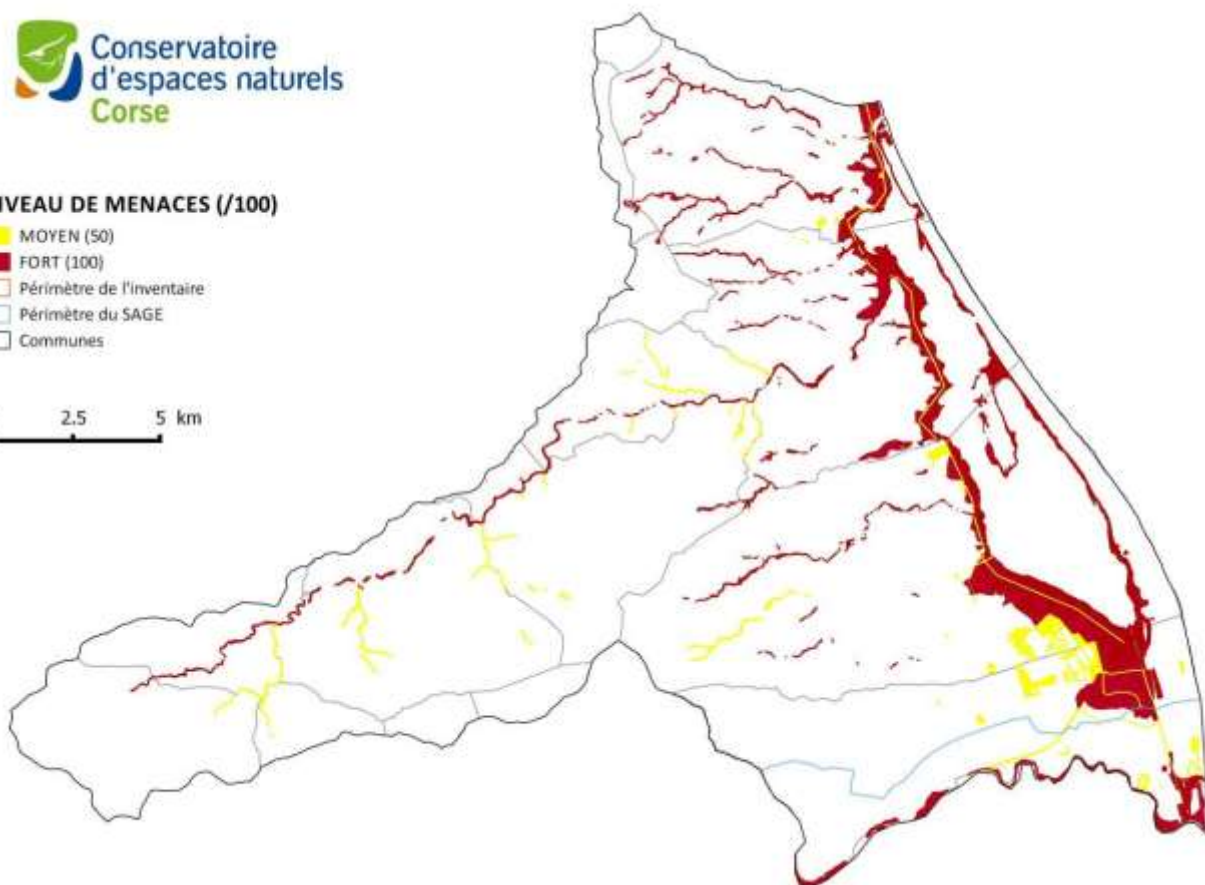 Conservatoire
d'espaces naturels
Corse
IVEAU DE MENACES (/100)
MOYEN (50)
FORT (100)
Périmètre de l'inventaire
Périmètre du SAGE
Communes
2.5 5 km